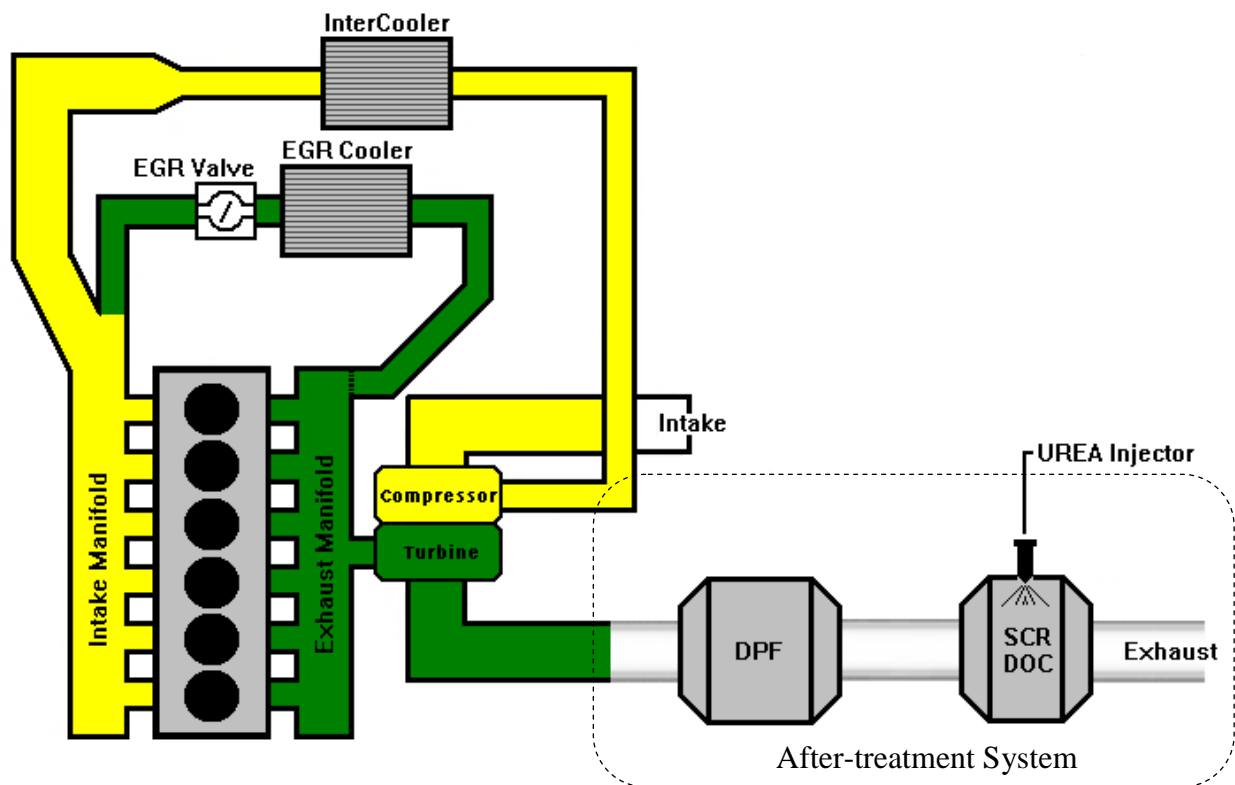 InterCooler
EGR Cooler
EGR Valve
Intake
UREA Injector
Compressor
Turbine
Intake Manifold
Exhaust Manifold
DPF
SCR
DOC
Exhaust
After-treatment System